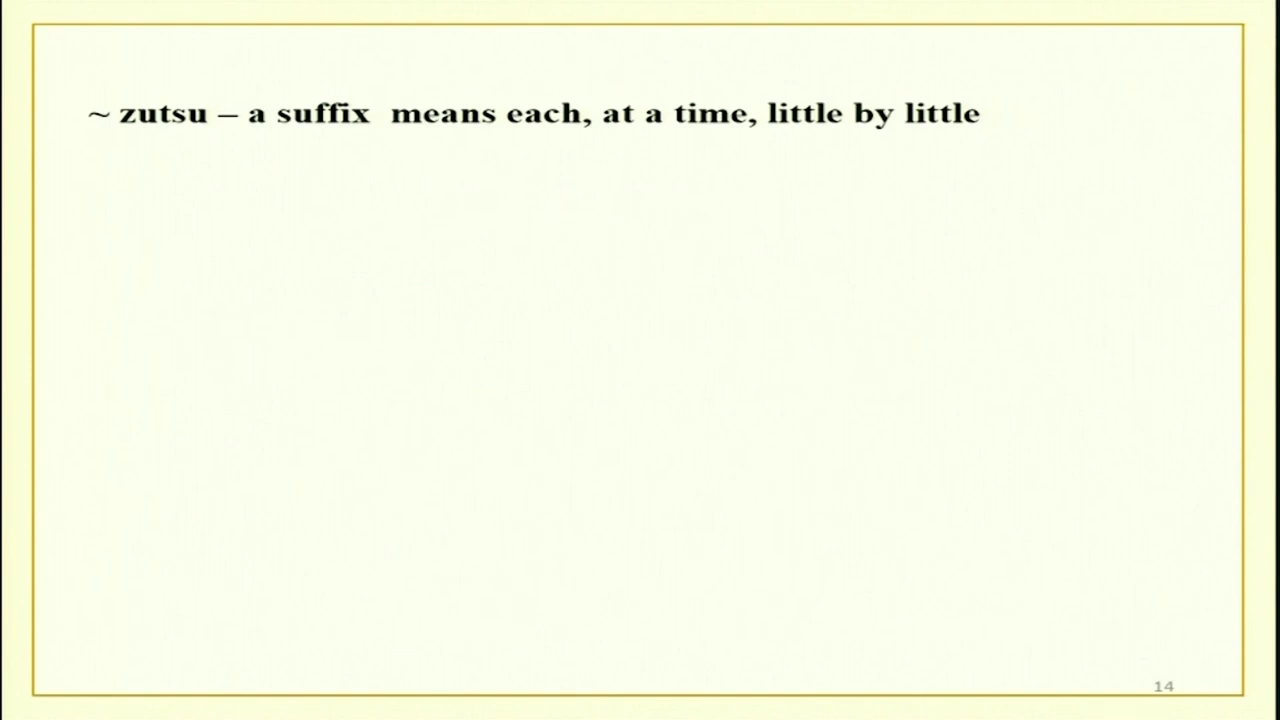 ~ zutsu – a suffix  means each, at a time, little by little
14